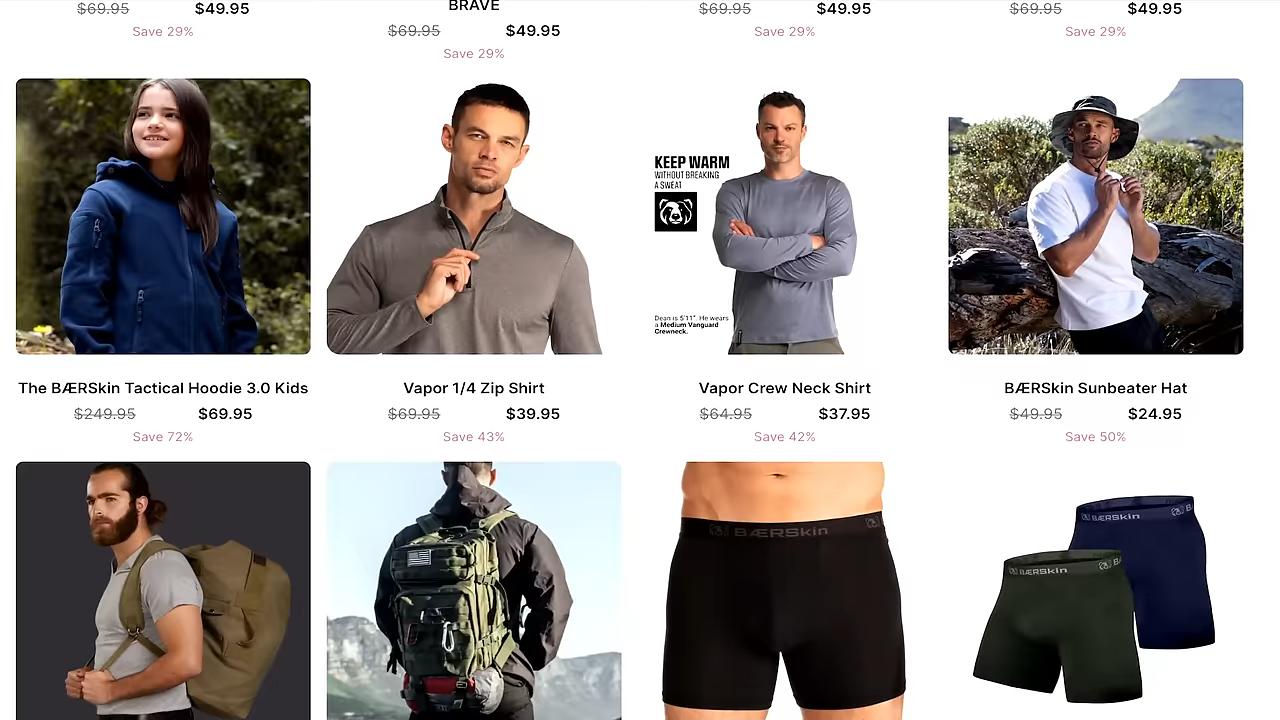 $69.95 $49.95
Save 29%
BRAVE
$69.95 $49.95
Save 29%
$69.95 $49.95
Save 29%
$69.95 $49.95
Save 29%
KEEP WARM
WITHOUT BREAKING
A SWEAT
Dean is 5'11". He wears
a Medium Vanguard
Crewneck.
The BÆRSkin Tactical Hoodie 3.0 Kids
$249.95 $69.95
Save 72%
Vapor 1/4 Zip Shirt
$69.95 $39.95
Save 43%
Vapor Crew Neck Shirt
$64.95 $37.95
Save 42%
BÆRSkin Sunbeater Hat
$49.95 $24.95
Save 50%
BÆRSkin
BÆRSkin
BÆRSkin